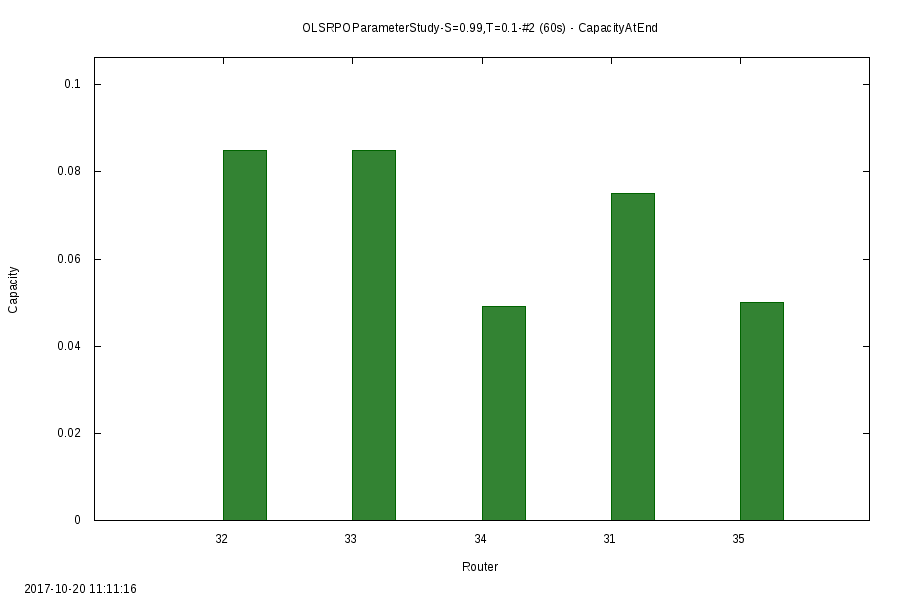 OLSRPOParameterStudy-S=0.99,T=0.1-#2 (60s) - CapacityAtEnd
0.1
0.08
0.06
0.04
0.02
0
Capacity
32 33 34 31 35
Router
2017-10-20 11:11:16